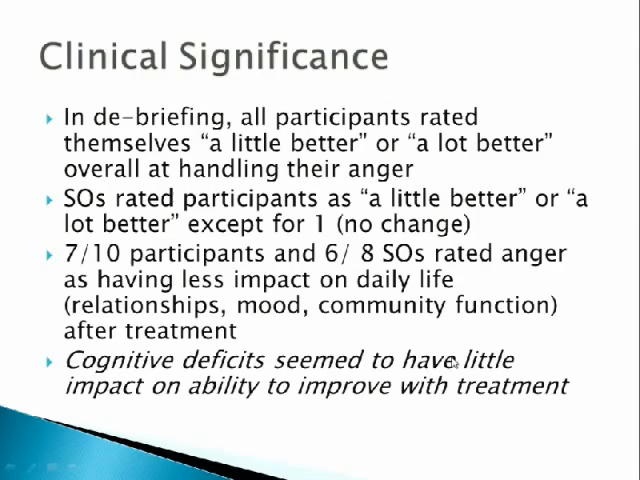 Clinical Significance
In de-briefing, all participants rated
themselves “a little better” or “a lot better”
overall at handling their anger
SOs rated participants as “a little better” or “a
lot better” except for 1 (no change)
7/10 participants and 6/ 8 SOs rated anger
as having less impact on daily life
(relationships, mood, community function)
after treatment
Cognitive deficits seemed to have little
impact on ability to improve with treatment